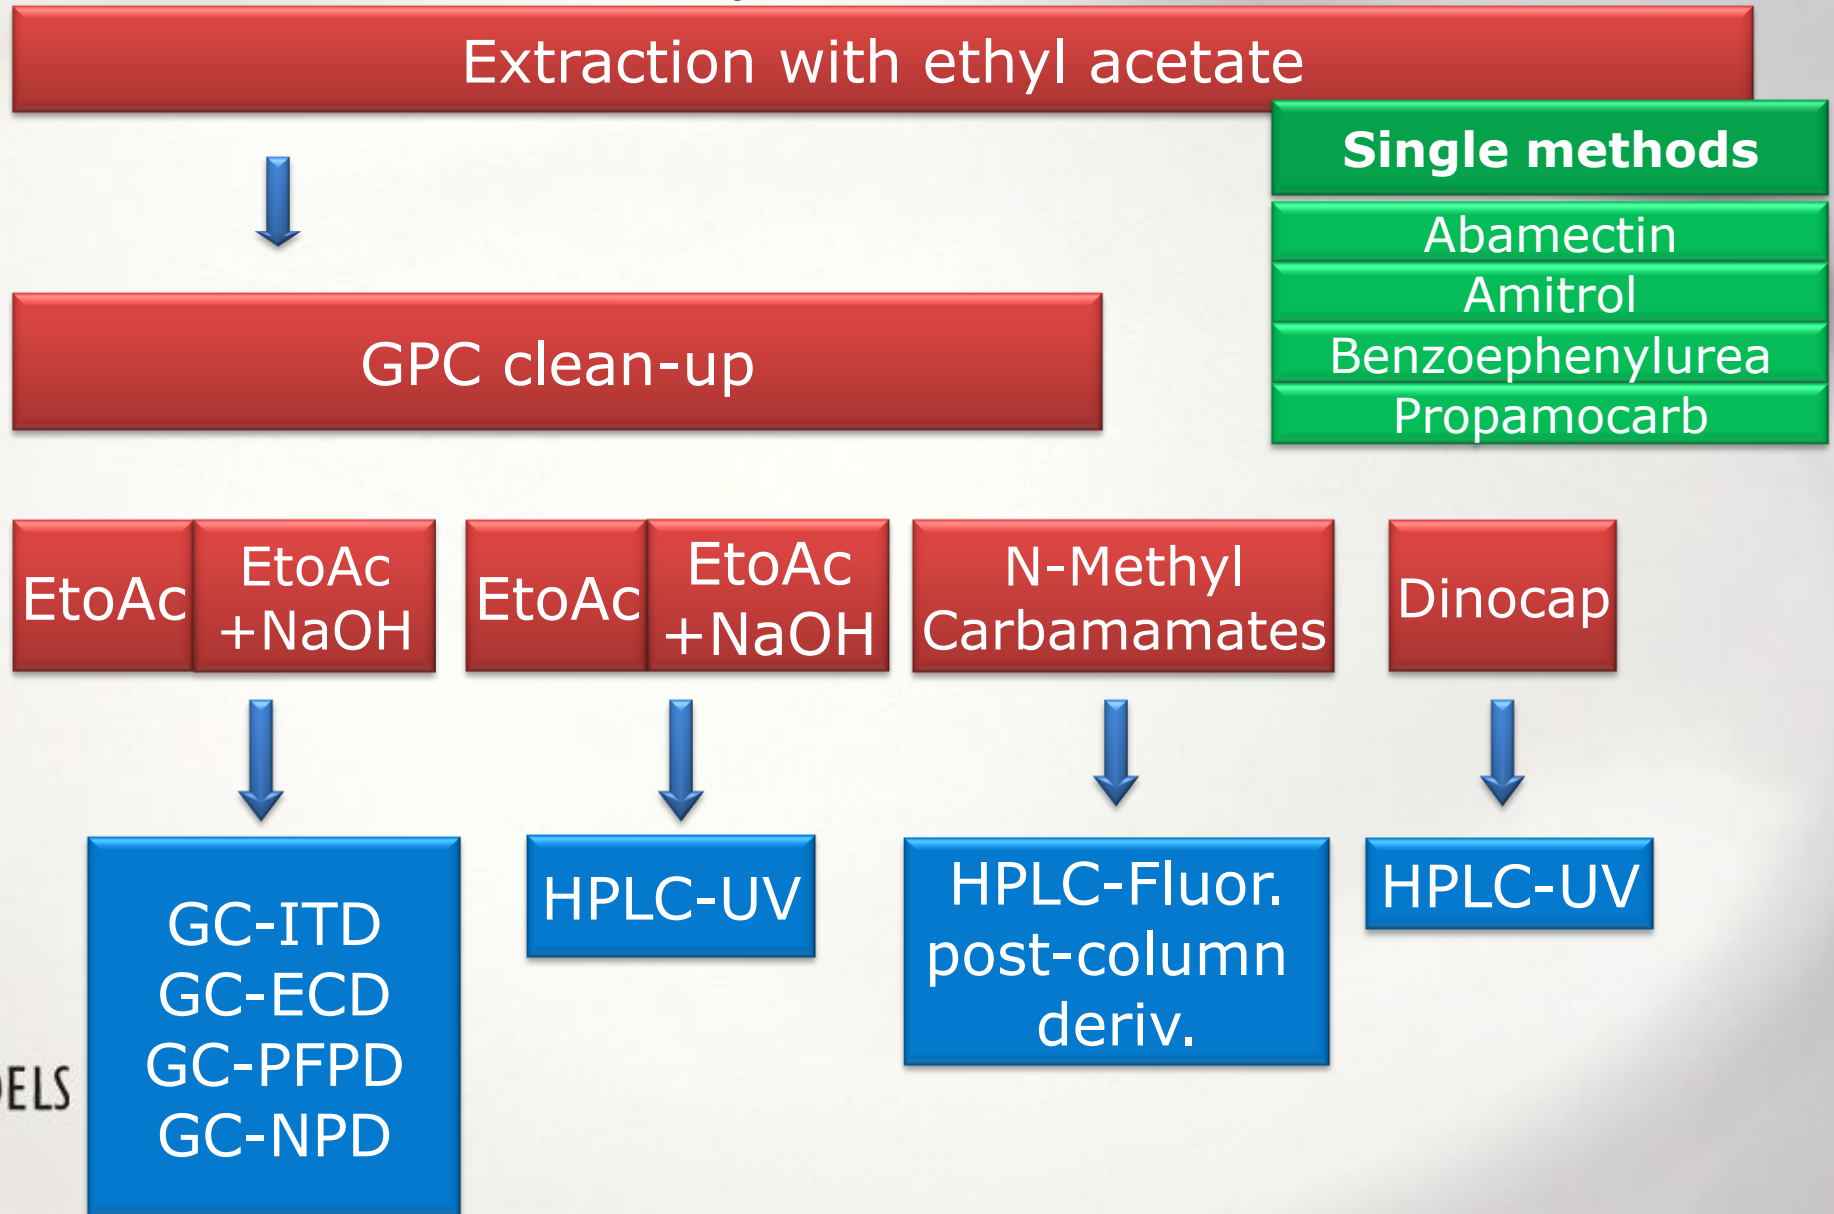 Extraction with ethyl acetate
Single methods
Abamectin
Amitrol
Benzoephenylurea
Propamocarb
GPC clean-up
EtoAc
EtoAc
+NaOH
EtoAc
EtoAc
+NaOH
N-Methyl
Carbamamates
Dinocap
GC-ITD
GC-ECD
GC-PFPD
GC-NPD
HPLC-UV
HPLC-Fluor.
post-column
deriv.
HPLC-UV